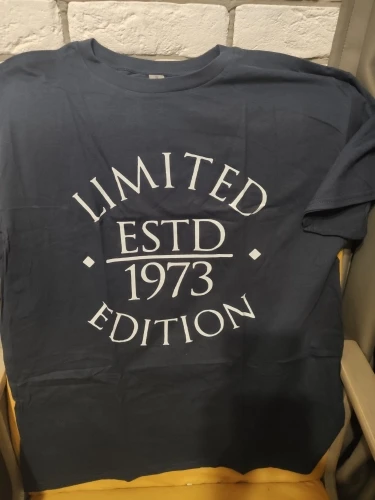 LIMITED
ESTD
1973
EDITION